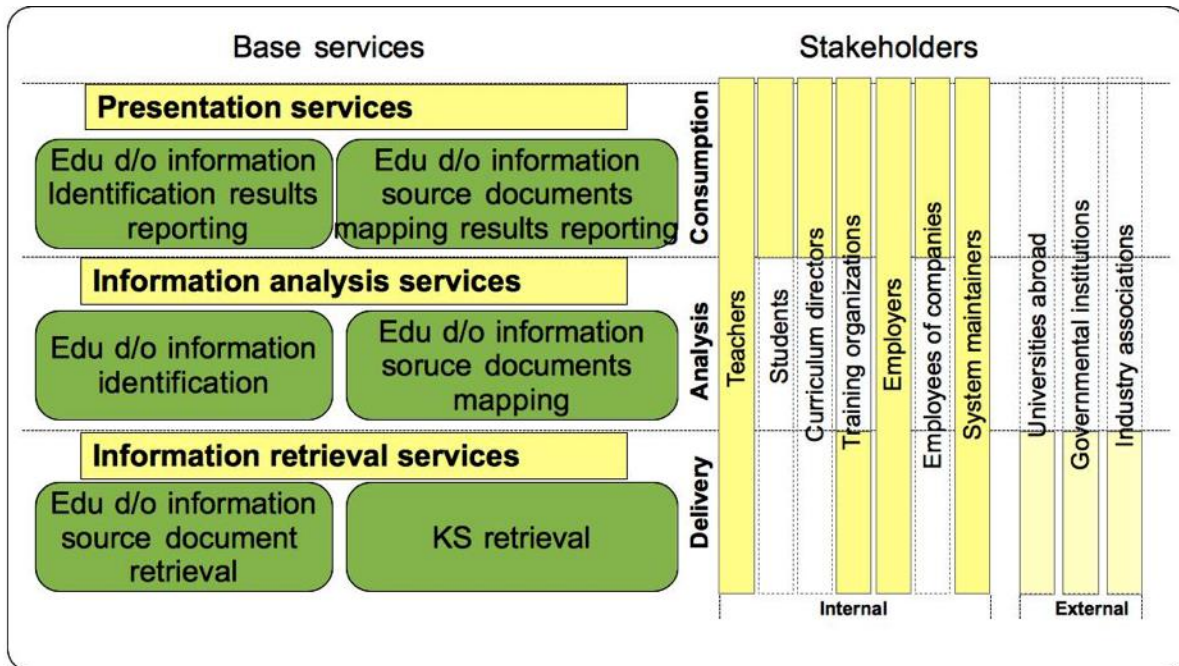 Base services
Stakeholders
Presentation services
Edu d/o information
Identification results
reporting
Edu d/o information
source documents
mapping results reporting
Information analysis services
Edu d/o information
identification
Edu d/o information
soruce documents
mapping
Information retrieval services
Edu d/o information
source document
retrieval
KS retrieval
Consumption
Analysis
Delivery
Teachers
Students
Curriculum directors
Training organizations
Employers
Employees of companies
System maintainers
Universities abroad
Governmental institutions
Industry associations
Internal
External